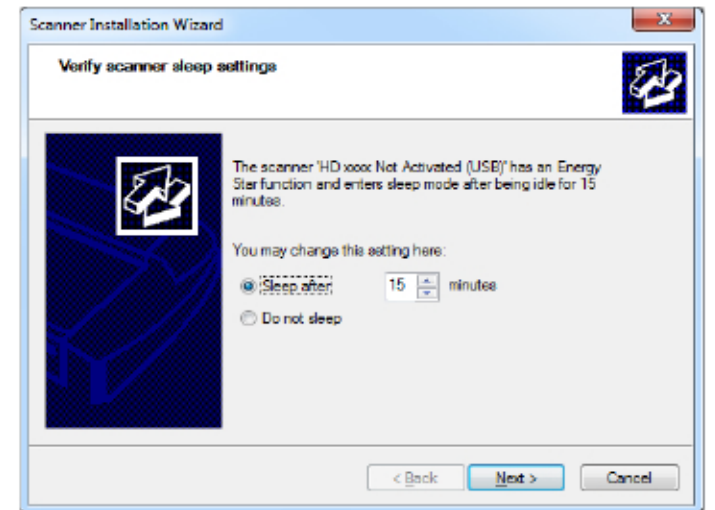 Scanner Installation Wizard
Verify scanner sleep settings
The scanner 'HD xxxx Not Activated (USB)' has an Energy
Star function and enters sleep mode after being idle for 15
minutes.
You may change this setting here:
Sleep after 15 minutes
Do not sleep
< Back Next > Cancel